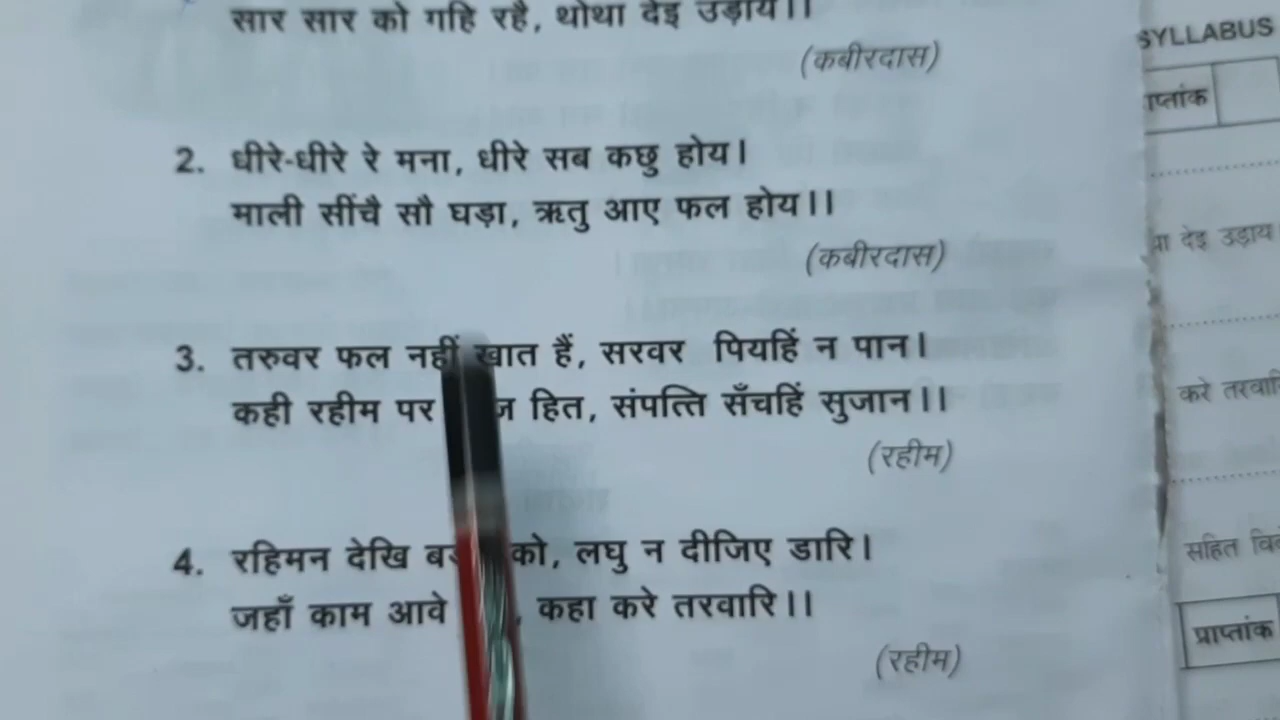 सार सार को गहि रहै, थोथा देइ उड़ाय।।
(कबीरदास)
2. धीरे-धीरे रे मना, धीरे सब कछु होय।
माली सींचै सौ घड़ा, ऋतु आए फल होय।।
(कबीरदास)
3. तरुवर फल नहीं खात हैं, सरवर पियहिं न पान।
कही रहीम पर हित, संपत्ति सँचहिं सुजान।।
(रहीम)
4. रहिमन देखि को, लघु न दीजिए डारि।
जहाँ काम आवे , कहा करे तरवारि।।
(रहीम)
SYLLABUS
प्तांक
देइ उड़ाय
करे
सहित
प्राप्तांक